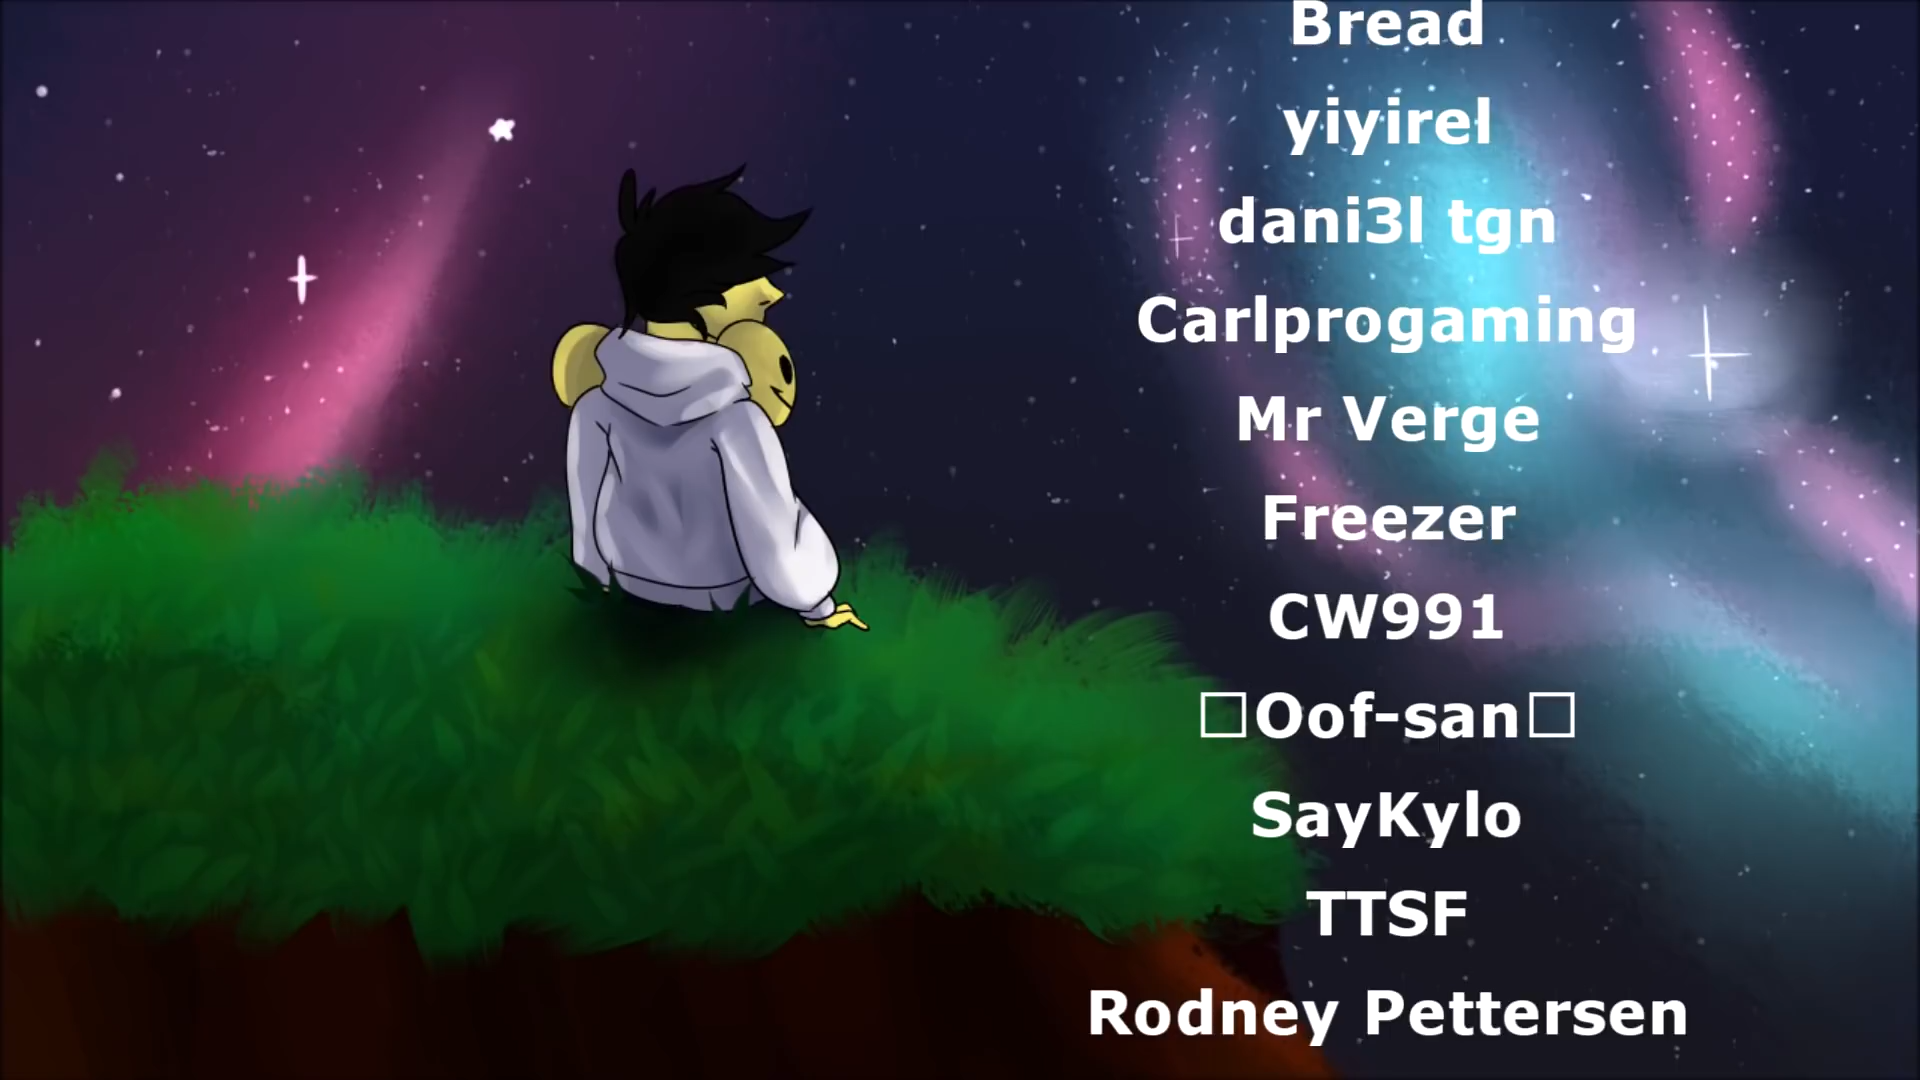 Bread
yiyirel
dani3l tgn
Carlprogaming
Mr Verge
Freezer
CW991
□Oof-san□
SayKylo
TTSF
Rodney Pettersen